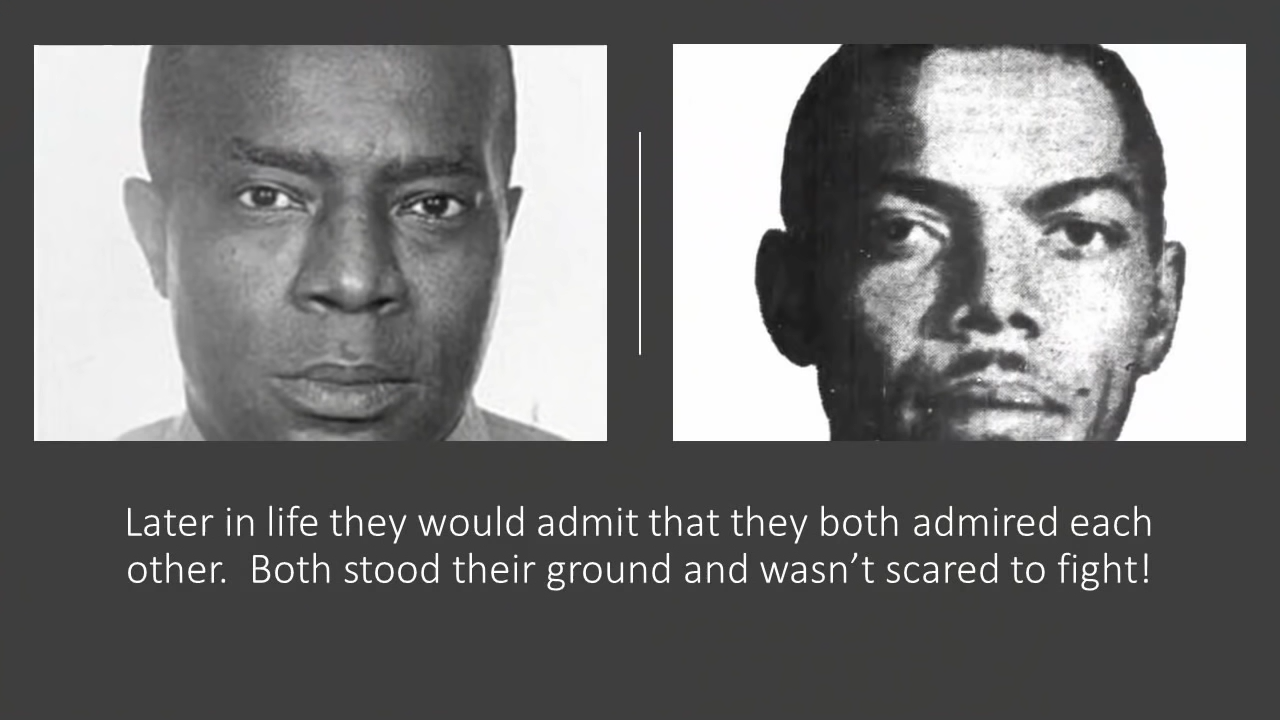 Later in life they would admit that they both admired each
other.  Both stood their ground and wasn’t scared to fight!